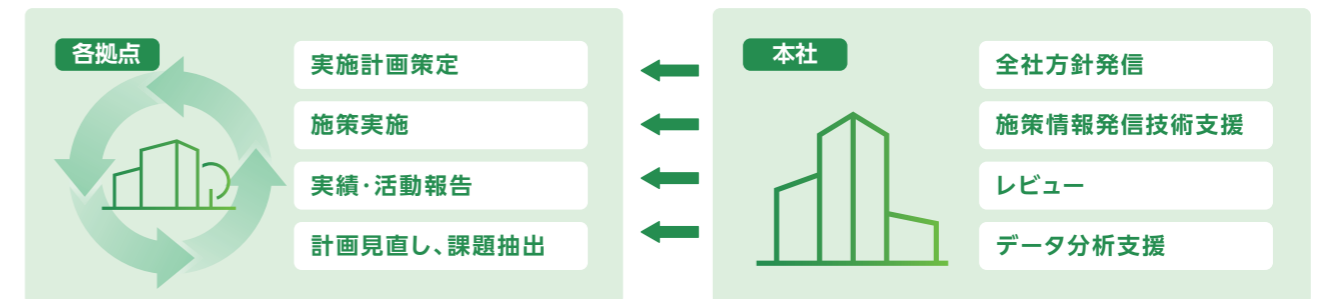 各拠点
実施計画策定
施策実施
実績・活動報告
計画見直し、課題抽出
本社
全社方針発信
施策情報発信技術支援
レビュー
データ分析支援